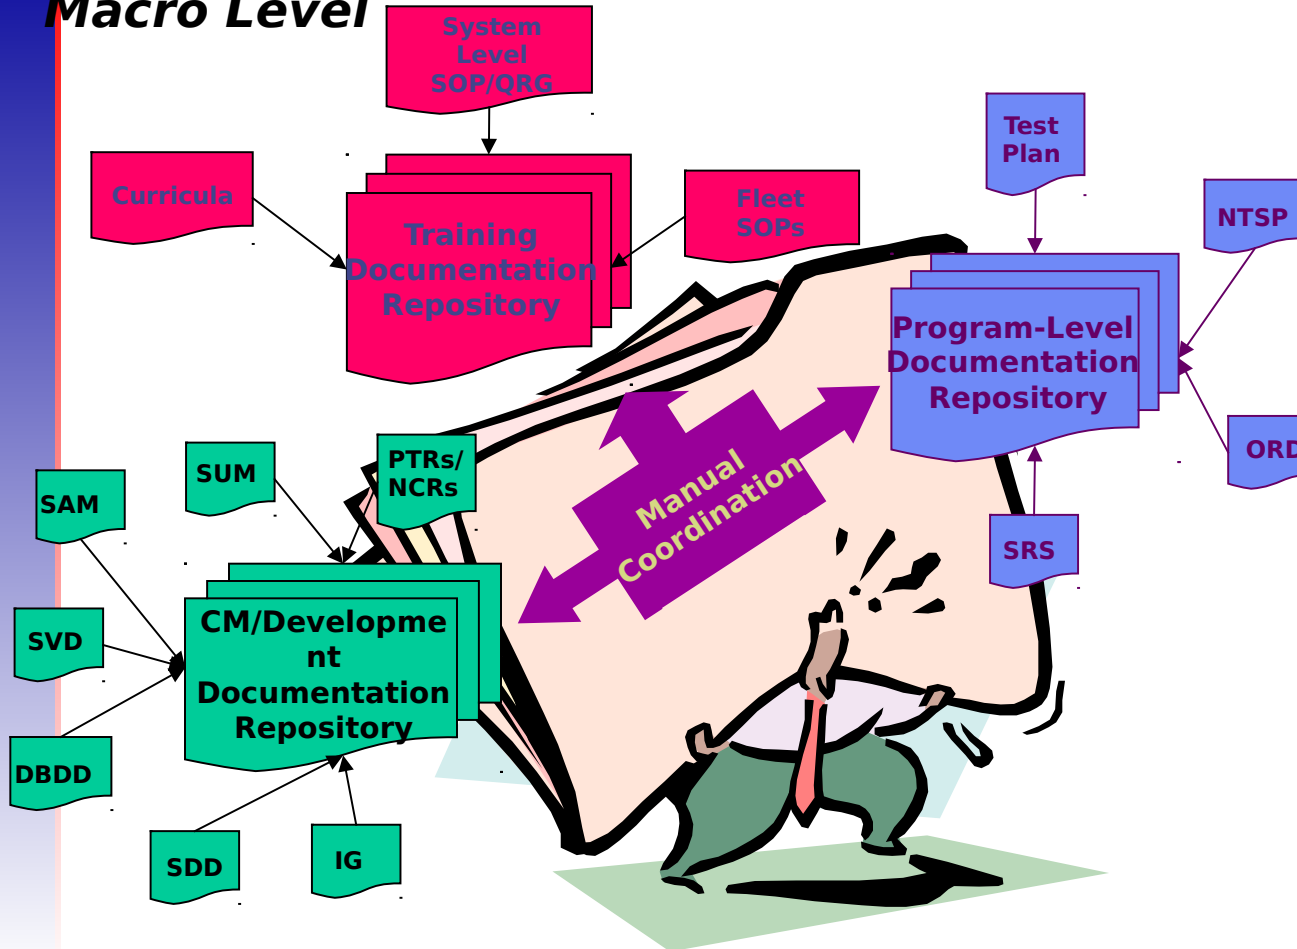 Macro Level
System
Level
SOP/QRG
Curricula
Fleet
SOPs
Training
Documentation
Repository
Test
Plan
NTSP
Program-Level
Documentation
Repository
ORD
SRS
Manual
Coordination
PTRs/
NCRs
SUM
SAM
SVD
DBDD
SDD
IG
CM/Developme
nt
Documentation
Repository